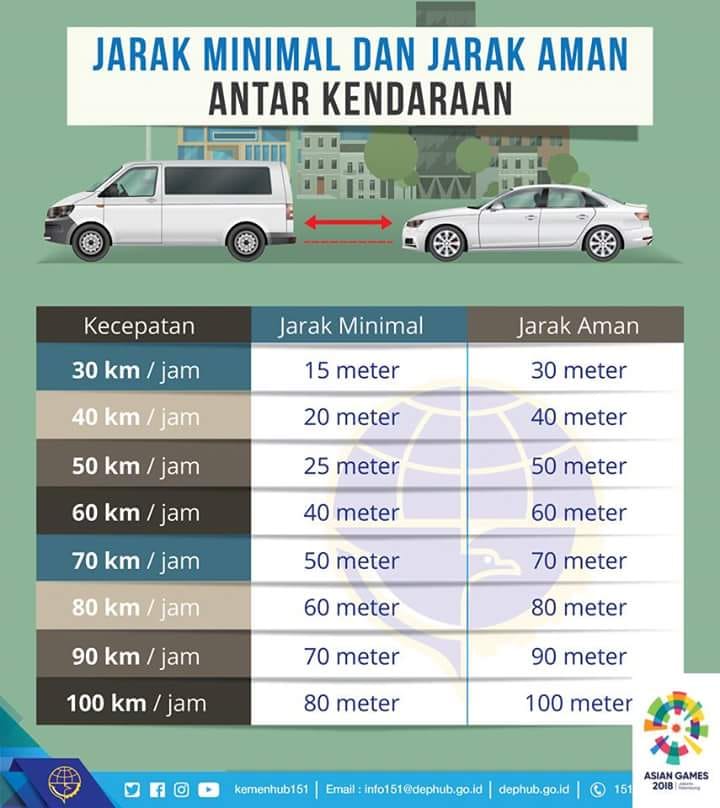 JARAK MINIMAL DAN JARAK AMAN
ANTAR KENDARAAN
Kecepatan Jarak Minimal Jarak Aman
30 km / jam 15 meter 30 meter
40 km / jam 20 meter 40 meter
50 km / jam 25 meter 50 meter
60 km / jam 40 meter 60 meter
70 km / jam 50 meter 70 meter
80 km / jam 60 meter 80 meter
90 km / jam 70 meter 90 meter
100 km / jam 80 meter 100 meter
kemenhub151 | Email : info151@dephub.go.id | dephub.go.id | 151
ASIAN GAMES
2018 Jakarta
Palembang